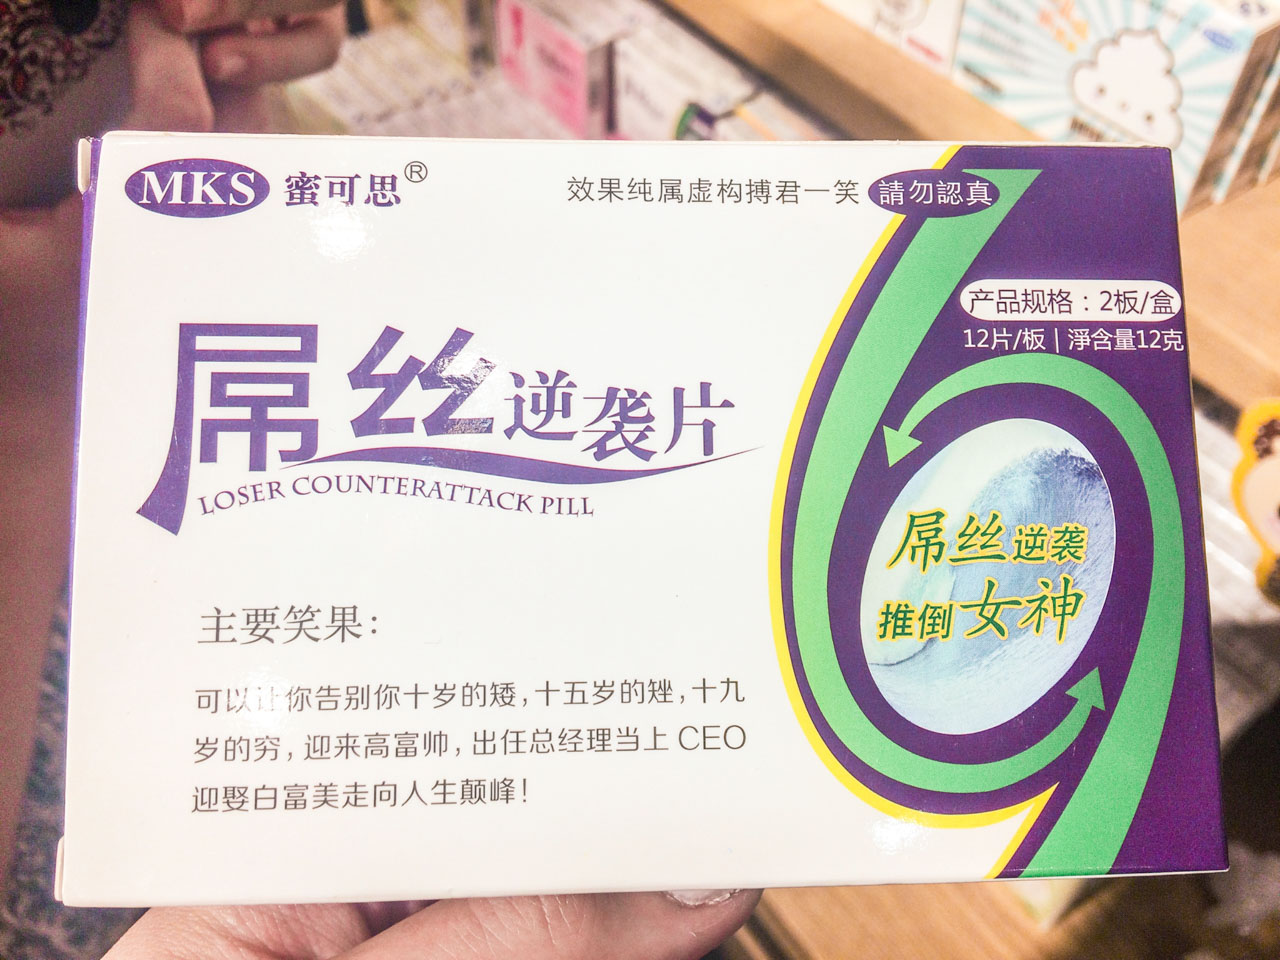 MKS 蜜可思®
效果纯属虚构搏君一笑 請勿認真
产品规格：2板/盒
12片/板 | 淨含量12克
屌丝逆袭片
LOSER COUNTERATTACK PILL
屌丝逆袭
推倒女神
主要笑果：
可以让你告别你十岁的矮，十五岁的矬，十九
岁的穷，迎来高富帅，出任总经理当上 CEO
迎娶白富美走向人生颠峰！